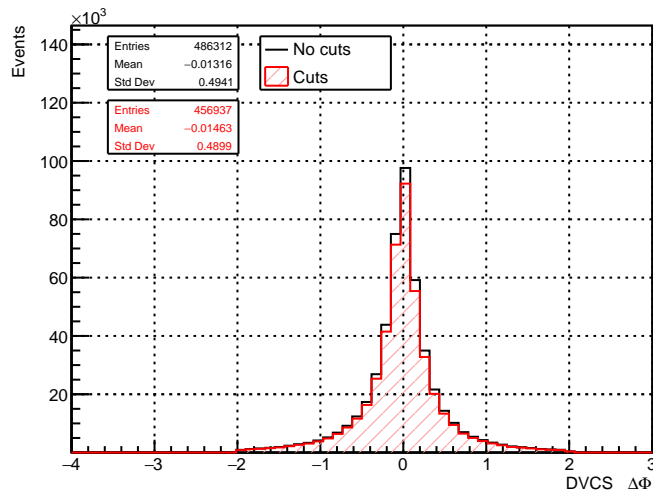 ×10³
Events
140
120
100
80
60
40
20
Entries 486312
Mean −0.01316
Std Dev 0.4941
Entries 456937
Mean −0.01463
Std Dev 0.4899
No cuts
Cuts
−4 −3 −2 −1 0 1 2 3
DVCS ΔΦ